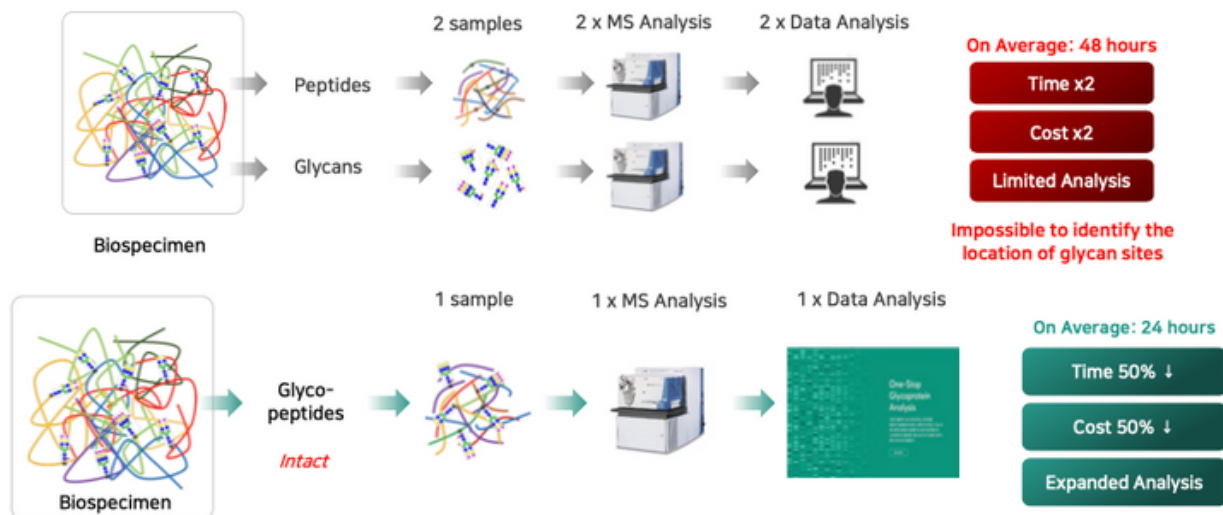 2 samples
2 x MS Analysis
2 x Data Analysis
On Average: 48 hours
Peptides
Time x2
Cost x2
Glycans
Limited Analysis
Biospecimen
Impossible to identify the
location of glycan sites
1 sample
1 x MS Analysis
1 x Data Analysis
On Average: 24 hours
Time 50% ↓
One-Stop
Glycoprotein
Analysis
Glyco-
peptides
Cost 50% ↓
Intact
Expanded Analysis
Biospecimen